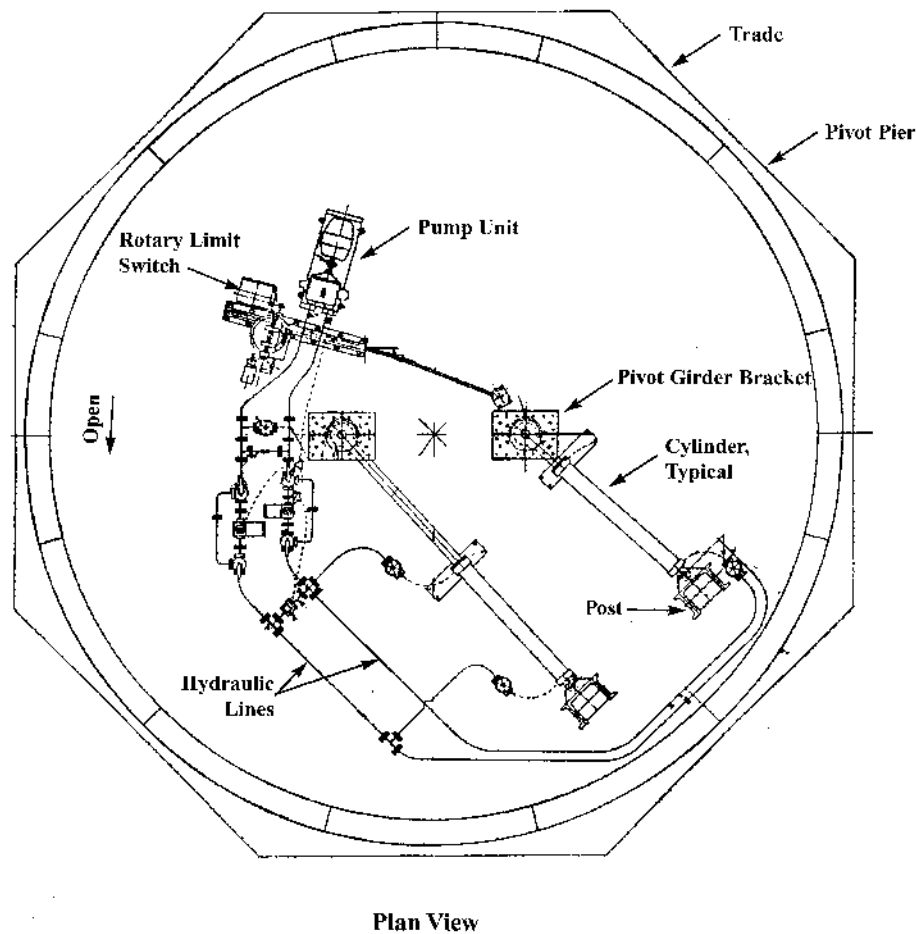 Trade
Pivot Pier
Pump Unit
Rotary Limit
Switch
Pivot Girder Bracket
Open
Cylinder,
Typical
Post
Hydraulic
Lines
Plan View